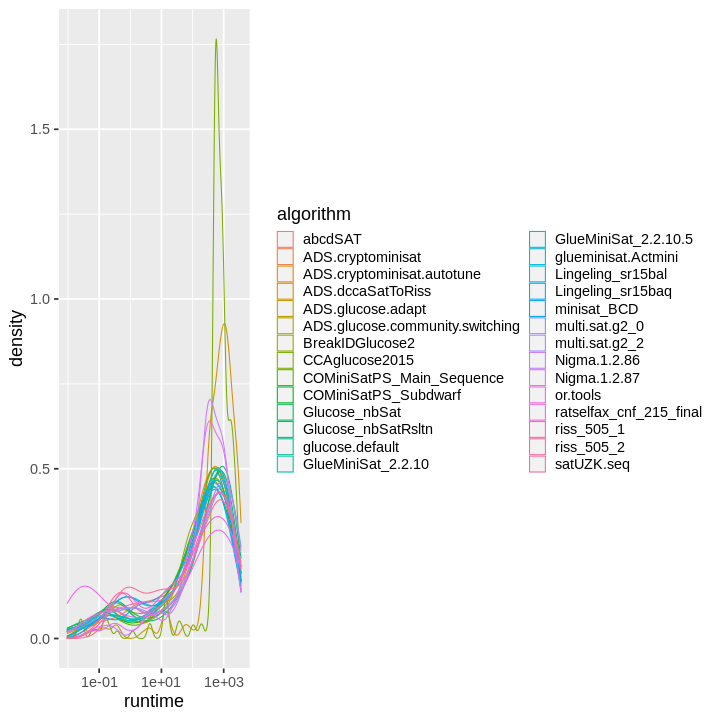 density
1.5
1.0
0.5
0.0
1e-01 1e+01 1e+03
runtime
algorithm
abcdSAT
ADS.cryptominisat
ADS.cryptominisat.autotune
ADS.dccaSatToRiss
ADS.glucose.adapt
ADS.glucose.community.switching
BreakIDGlucose2
CCAglucose2015
COMiniSatPS_Main_Sequence
COMiniSatPS_Subdwarf
Glucose_nbSat
Glucose_nbSatRsltn
glucose.default
GlueMiniSat_2.2.10
GlueMiniSat_2.2.10.5
glueminisat.Actmini
Lingeling_sr15bal
Lingeling_sr15baq
minisat_BCD
multi.sat.g2_0
multi.sat.g2_2
Nigma.1.2.86
Nigma.1.2.87
or.tools
ratselfax_cnf_215_final
riss_505_1
riss_505_2
satUZK.seq